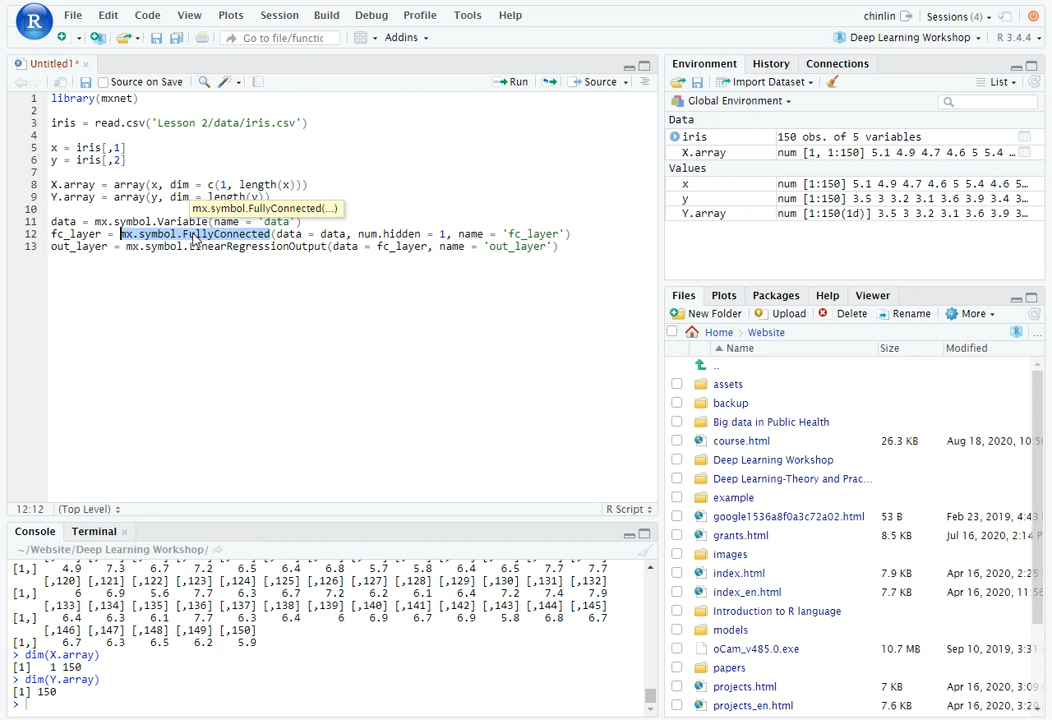 File Edit Code View Plots Session Build Debug Profile Tools Help
chinlin Sessions (4)
Go to file/function Addins
Deep Learning Workshop R 3.4.4
Untitled1*
Source on Save Run Source
1 library(mxnet)
2
3 iris = read.csv('Lesson 2/data/iris.csv')
4
5 x = iris[,1]
6 y = iris[,2]
7
8 X.array = array(x, dim = c(1, length(x)))
9 Y.array = array(y, dim = length(y))
mx.symbol.FullyConnected(...)
10
11 data = mx.symbol.Variable(name = 'data')
12 fc_layer = mx.symbol.FullyConnected(data = data, num.hidden = 1, name = 'fc_layer')
13 out_layer = mx.symbol.LinearRegressionOutput(data = fc_layer, name = 'out_layer')
12:12 (Top Level) R Script
Console Terminal
~/Website/Deep Learning Workshop/
[1,] 4.9 7.3 6.7 7.2 6.5 6.4 6.8 5.7 5.8 6.4 6.5 7.7 7.7
[,120] [,121] [,122] [,123] [,124] [,125] [,126] [,127] [,128] [,129] [,130] [,131] [,132]
[1,] 6 6.9 5.6 7.7 6.3 6.7 7.2 6.2 6.1 6.4 7.2 7.4 7.9
[,133] [,134] [,135] [,136] [,137] [,138] [,139] [,140] [,141] [,142] [,143] [,144] [,145]
[1,] 6.4 6.3 6.1 7.7 6.3 6.4 6 6.9 6.7 6.9 5.8 6.8 6.7
[,146] [,147] [,148] [,149] [,150]
[1,] 6.7 6.3 6.5 6.2 5.9
> dim(X.array)
[1] 1 150
> dim(Y.array)
[1] 150
>
Environment History Connections
Import Dataset List
Global Environment
Data
iris 150 obs. of 5 variables
X.array num [1, 1:150] 5.1 4.9 4.7 4.6 5 5.4 …
Values
x num [1:150] 5.1 4.9 4.7 4.6 5 5…
y num [1:150] 3.5 3 3.2 3.1 3.6 3.9 3.4 3…
Y.array num [1:150(1d)] 3.5 3 3.2 3.1 3.6 3.9…
Files Plots Packages Help Viewer
New Folder Upload Delete Rename More
Home Website ...
Name Size Modified
..
assets
backup
Big data in Public Health
course.html 26.3 KB Aug 18, 2020, 10:5
Deep Learning Workshop
Deep Learning-Theory and Prac...
example
google1536a8f0a3c72a02.html 53 B Feb 23, 2019, 4:43
grants.html 8.5 KB Jul 16, 2020, 2:14 P
images
index.html 7.9 KB Apr 16, 2020, 2:25
index_en.html 7.7 KB Apr 16, 2020, 11:56
Introduction to R language
models
oCam_v485.0.exe 10.7 MB Sep 10, 2019, 3:31
papers
projects.html 7 KB Apr 16, 2020, 3:09
projects_en.html 7.6 KB Apr 16, 2020, 3:29